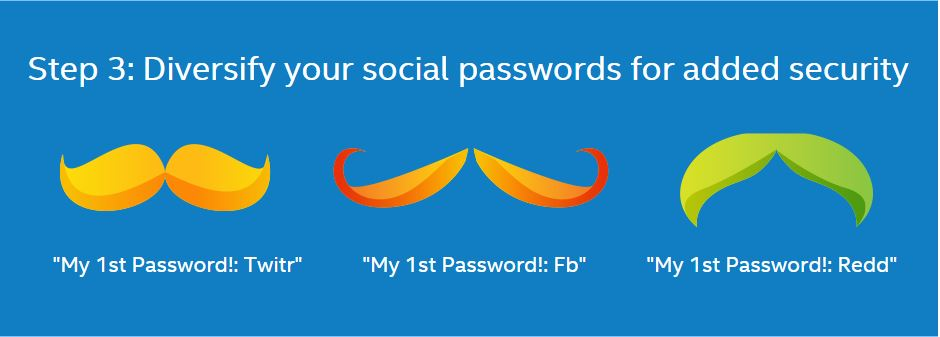 Step 3: Diversify your social passwords for added security
"My 1st Password!: Twitr" "My 1st Password!: Fb" "My 1st Password!: Redd"